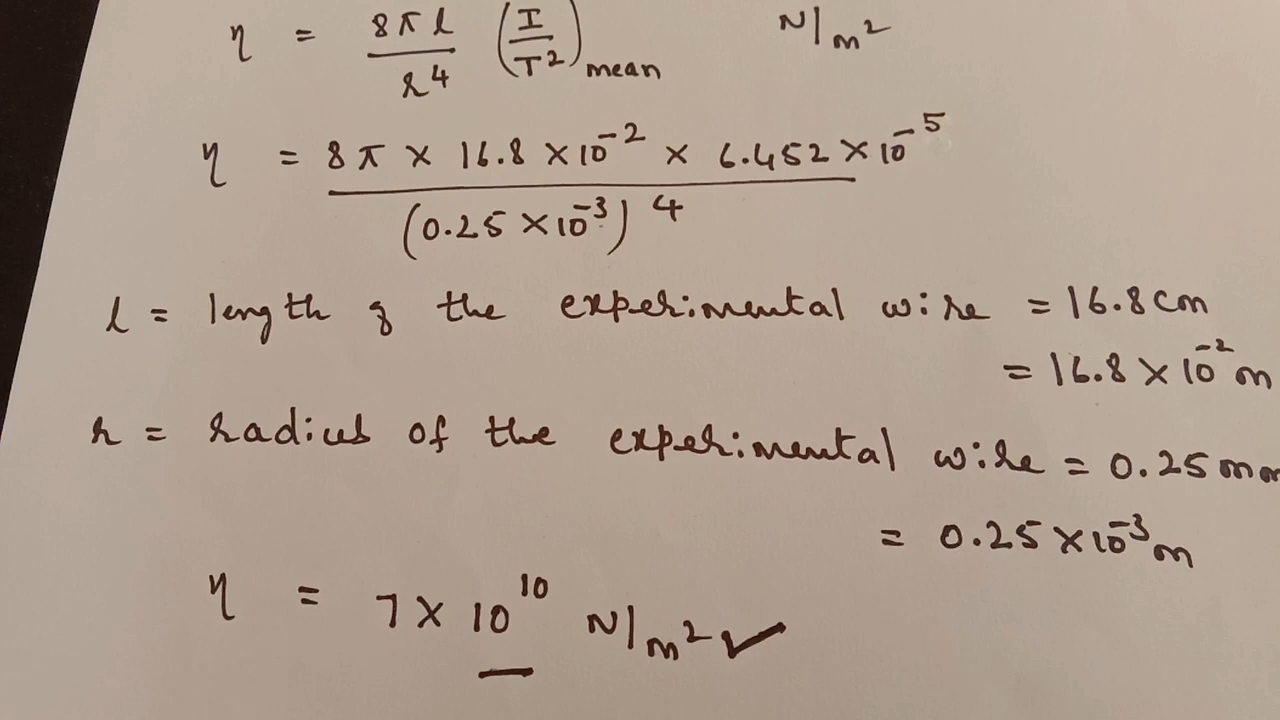 η = 8πl / r⁴ (I / T²)mean N/m²
η = 8π × 16.8 × 10⁻² × 6.452 × 10⁻⁵ / (0.25 × 10⁻³)⁴
l = length of the experimental wire = 16.8 cm
= 16.8 × 10⁻² m
r = radius of the experimental wire = 0.25 mm
= 0.25 × 10⁻³ m
η = 7 × 10¹⁰ N/m² ✓